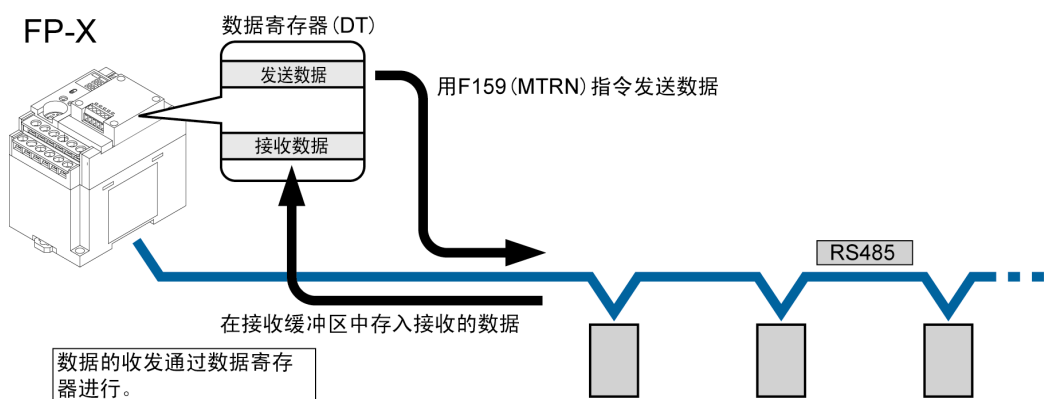 FP-X
数据寄存器(DT)
发送数据
用F159(MTRN)指令发送数据
接收数据
RS485
在接收缓冲区中存入接收的数据
数据的收发通过数据寄存
器进行。